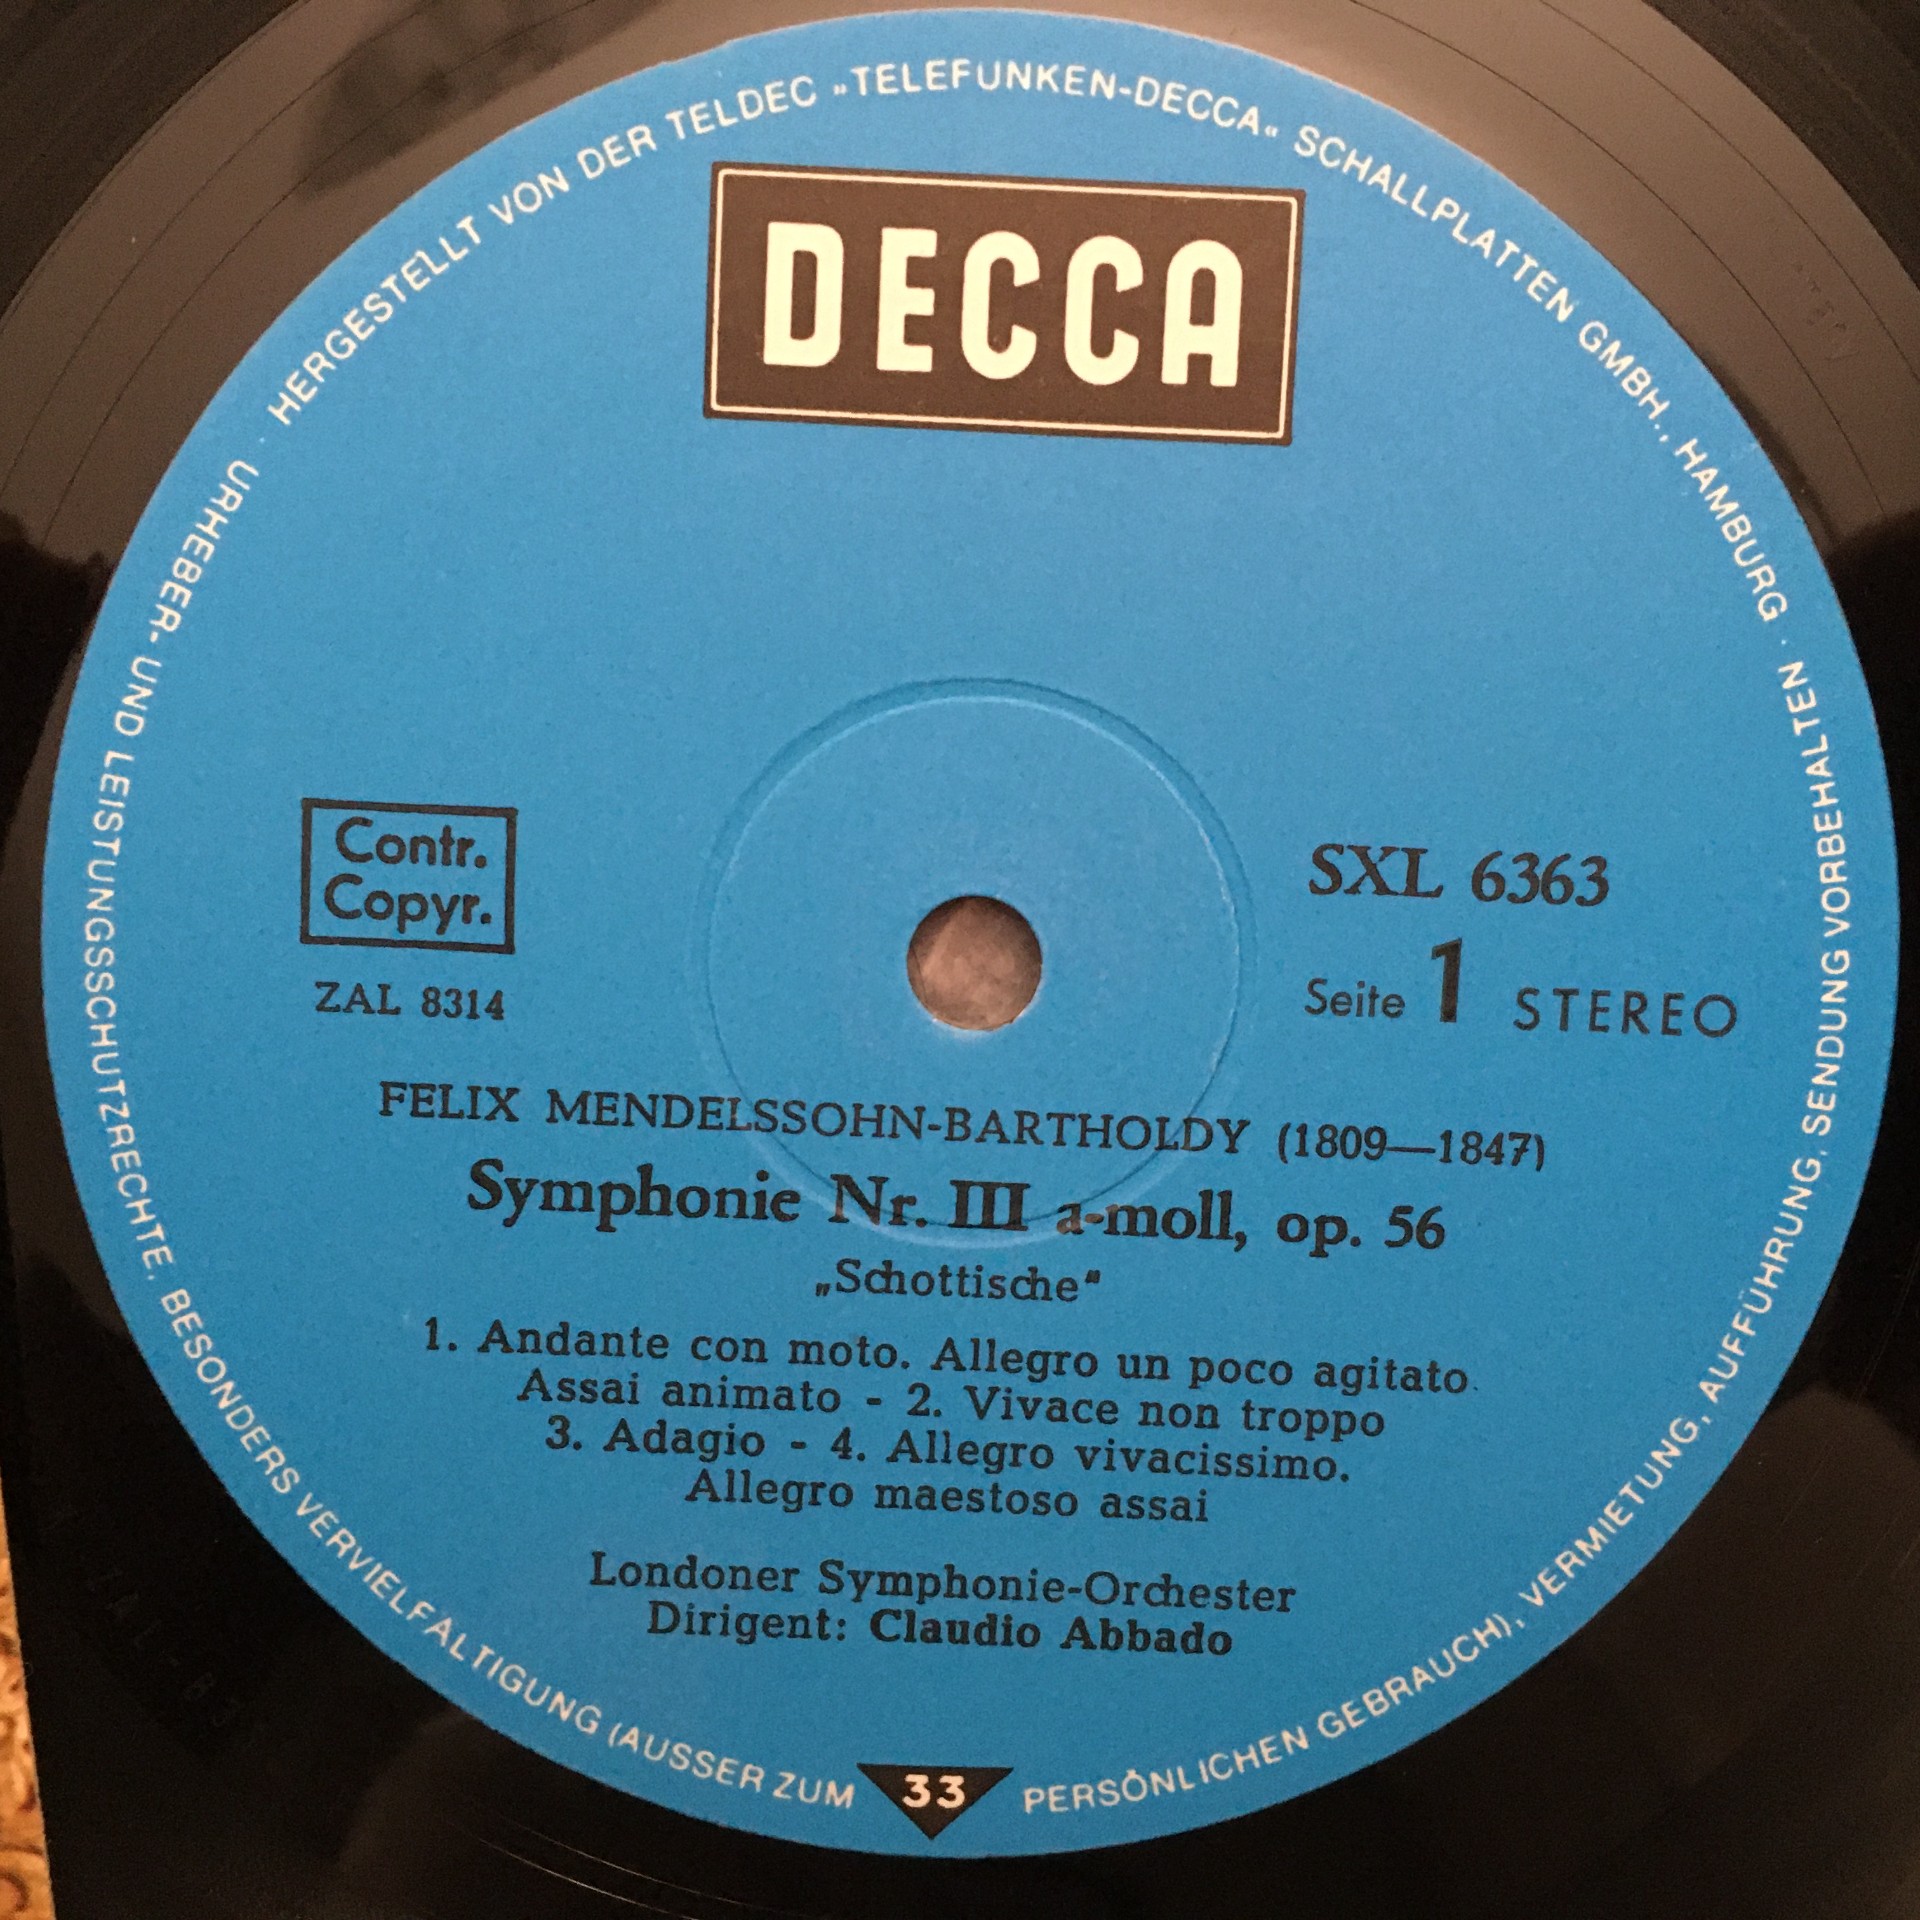 HERGESTELLT VON DER TELDEC „TELEFUNKEN-DECCA“ SCHALLPLATTEN GMBH., HAMBURG ·
URHEBER- UND LEISTUNGSSCHUTZRECHTE, BESONDERS VERVIELFALTIGUNG (AUSSER ZUM PERSÖNLICHEN GEBRAUCH), VERMIETUNG, AUFFÜHRUNG, SENDUNG VORBEHALTEN
DECCA
Contr.
Copyr.
ZAL 8314
SXL 6363
Seite 1 STEREO
FELIX MENDELSSOHN-BARTHOLDY (1809—1847)
Symphonie Nr. III a-moll, op. 56
„Schottische“
1. Andante con moto. Allegro un poco agitato.
Assai animato - 2. Vivace non troppo
3. Adagio - 4. Allegro vivacissimo.
Allegro maestoso assai
Londoner Symphonie-Orchester
Dirigent: Claudio Abbado
33